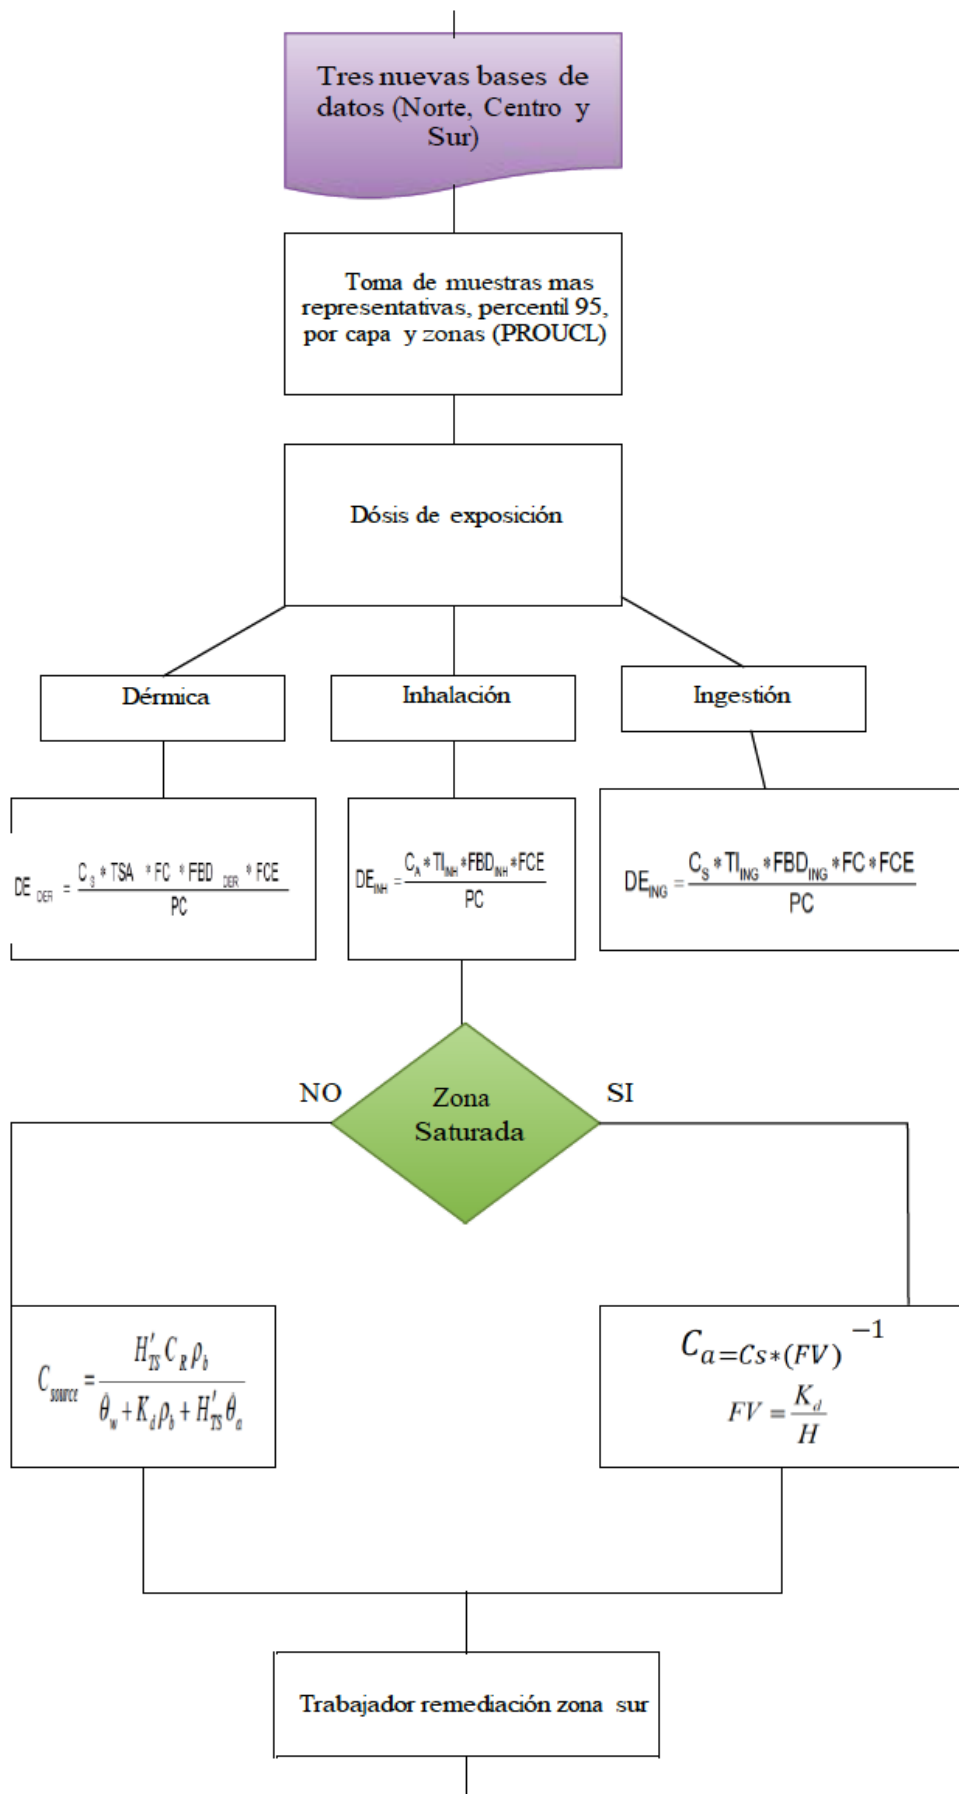 Tres nuevas bases de
datos (Norte, Centro y
Sur)
Toma de muestras mas
representativas, percentil 95,
por capa y zonas (PROUCL)
Dósis de exposición
Dérmica
Inhalación
Ingestión
DE_DER = (C_S * TSA * FC * FBD_DER * FCE) / PC
DE_INH = (C_A * TI_INH * FBD_INH * FCE) / PC
DE_ING = (C_S * TI_ING * FBD_ING * FC * FCE) / PC
NO
Zona
Saturada
SI
C_source = (H'_TS C_R ρ_b) / (θ̂_w + K_d ρ_b + H'_TS θ̂_a)
C_a=Cs*(FV)^−1
FV = K_d / H
Trabajador remediación zona sur